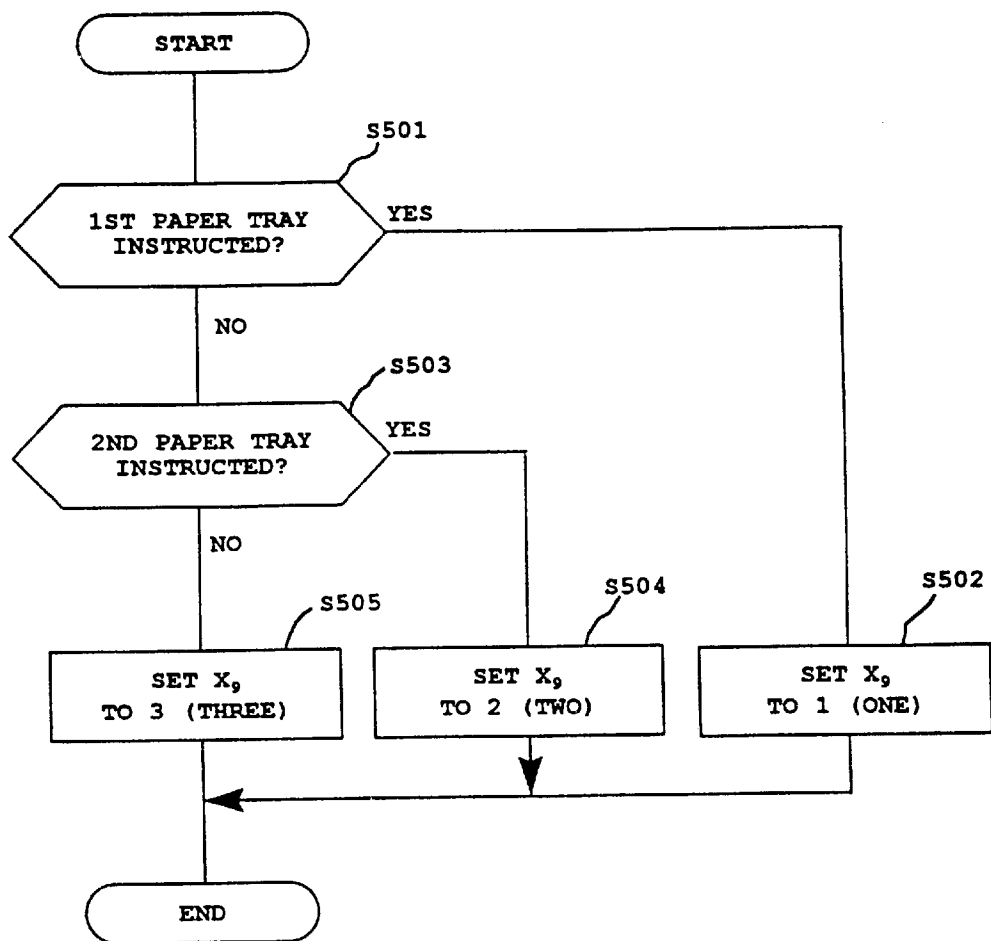 START
S501
1ST PAPER TRAY
INSTRUCTED?
YES
NO
S503
2ND PAPER TRAY
INSTRUCTED?
YES
NO
S505
S504
S502
SET X₉
TO 3 (THREE)
SET X₉
TO 2 (TWO)
SET X₉
TO 1 (ONE)
END